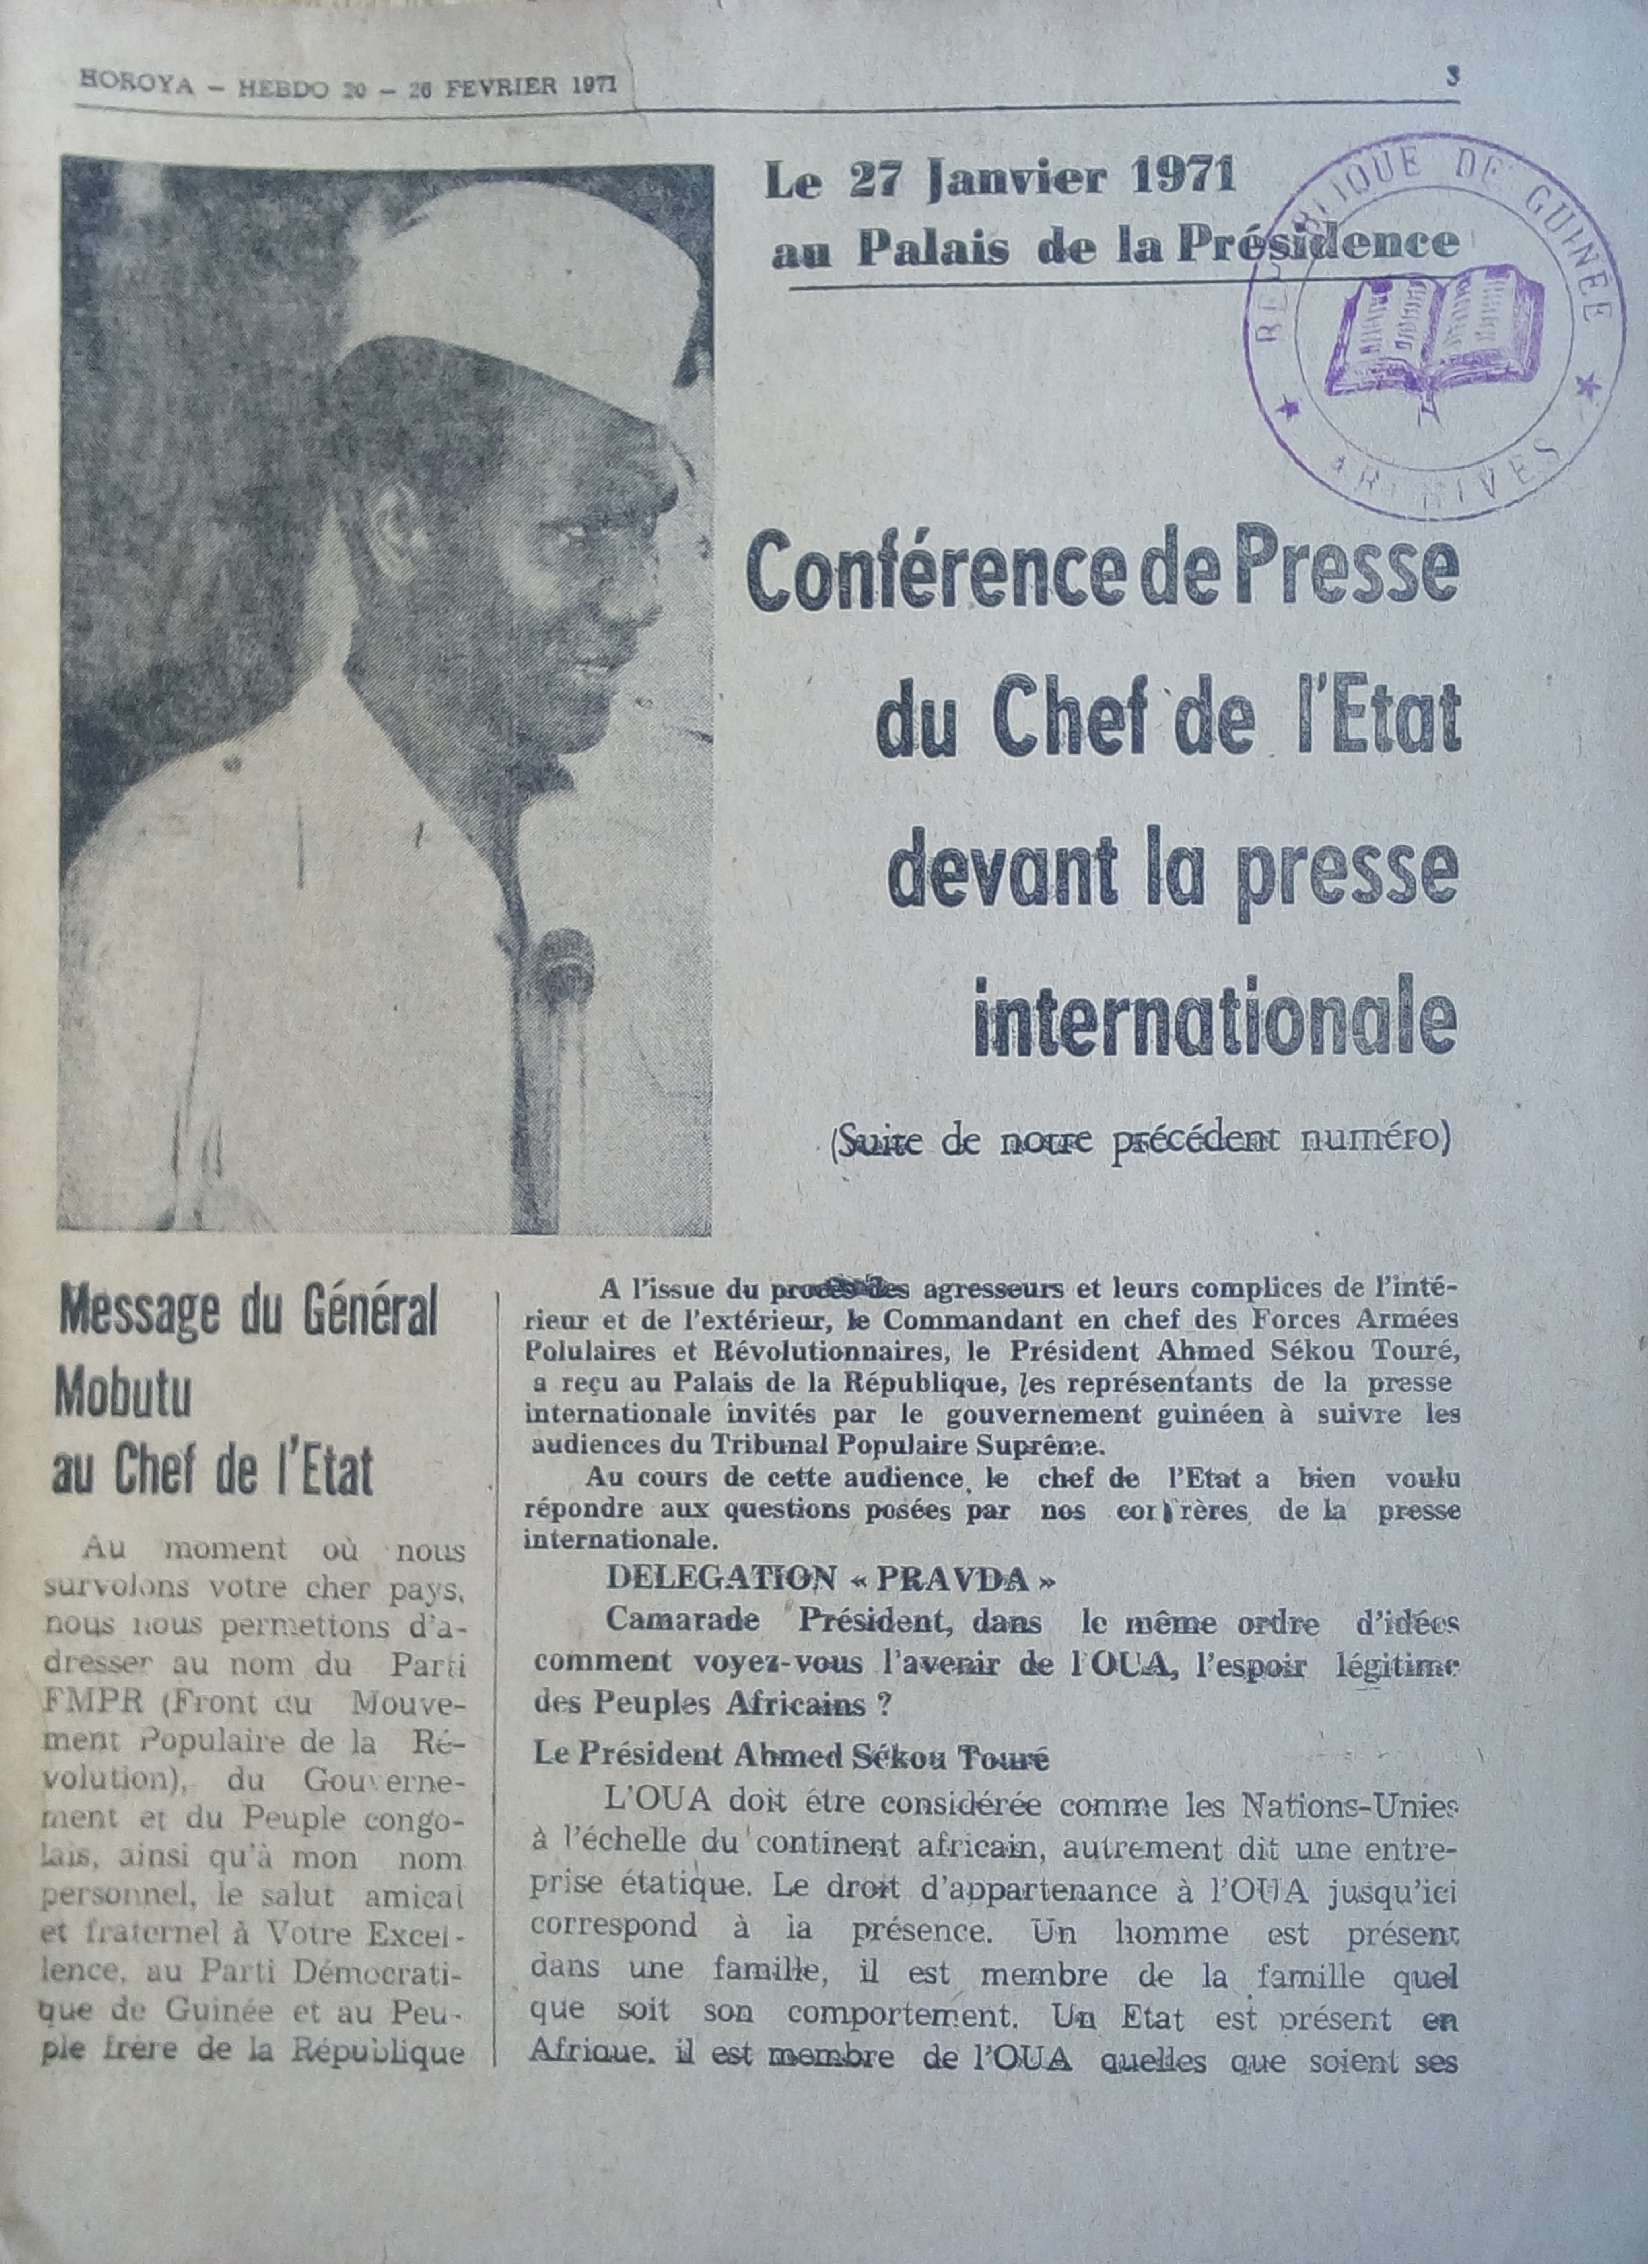 HOROYA – HEBDO 20 – 26 FEVRIER 1971
3
Le 27 Janvier 1971
au Palais de la Présidence
REPUBLIQUE DE GUINEE
ARCHIVES
Conférence de Presse
du Chef de l'Etat
devant la presse
internationale
(Suite de notre précédent numéro)
Message du Général
Mobutu
au Chef de l'Etat
Au moment où nous
survolons votre cher pays,
nous nous permettons d'a-
dresser au nom du Parti
FMPR (Front du Mouve-
ment Populaire de la Ré-
volution), du Gouverne-
ment et du Peuple congo-
lais, ainsi qu'à mon nom
personnel, le salut amical
et fraternel à Votre Excel-
lence, au Parti Démocrati-
que de Guinée et au Peu-
ple frère de la République
A l'issue du procès des agresseurs et leurs complices de l'inté-
rieur et de l'extérieur, le Commandant en chef des Forces Armées
Polulaires et Révolutionnaires, le Président Ahmed Sékou Touré,
a reçu au Palais de la République, les représentants de la presse
internationale invités par le gouvernement guinéen à suivre les
audiences du Tribunal Populaire Suprême.
Au cours de cette audience, le chef de l'Etat a bien voulu
répondre aux questions posées par nos confrères de la presse
internationale.
DELEGATION « PRAVDA »
Camarade Président, dans le même ordre d'idées
comment voyez-vous l'avenir de l'OUA, l'espoir légitime
des Peuples Africains ?
Le Président Ahmed Sékou Touré
L'OUA doit être considérée comme les Nations-Unies
à l'échelle du continent africain, autrement dit une entre-
prise étatique. Le droit d'appartenance à l'OUA jusqu'ici
correspond à la présence. Un homme est présent
dans une famille, il est membre de la famille quel
que soit son comportement. Un Etat est présent en
Afrique, il est membre de l'OUA quelles que soient ses